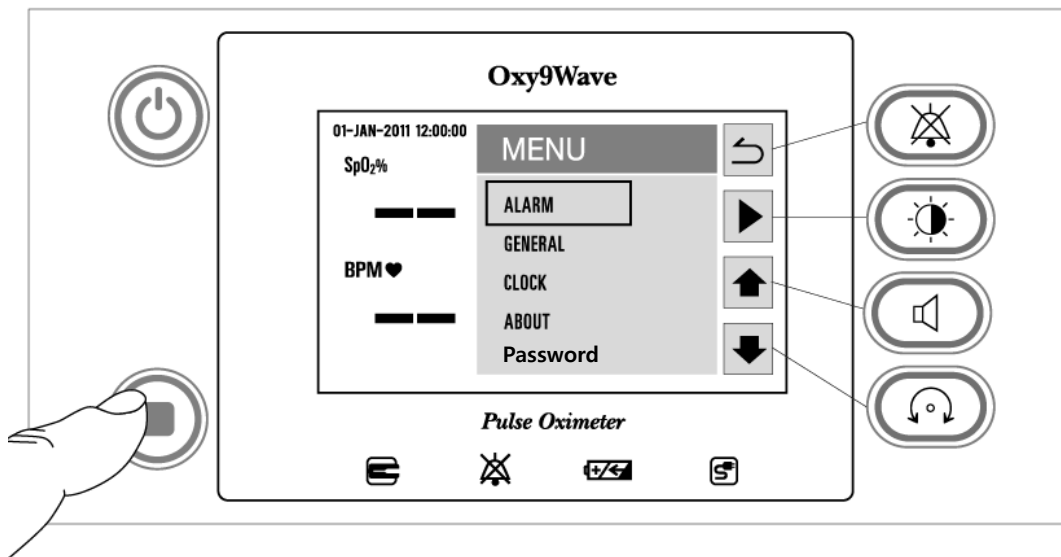 Oxy9Wave
01-JAN-2011 12:00:00
SpO₂%
BPM
MENU
ALARM
GENERAL
CLOCK
ABOUT
Password
Pulse Oximeter